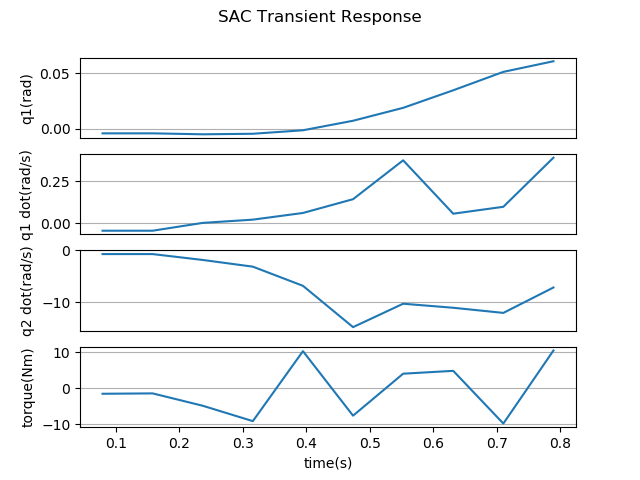 SAC Transient Response
q1(rad)
0.05
0.00
q1 dot(rad/s)
0.25
0.00
q2 dot(rad/s)
0
−10
torque(Nm)
10
0
−10
0.1 0.2 0.3 0.4 0.5 0.6 0.7 0.8
time(s)